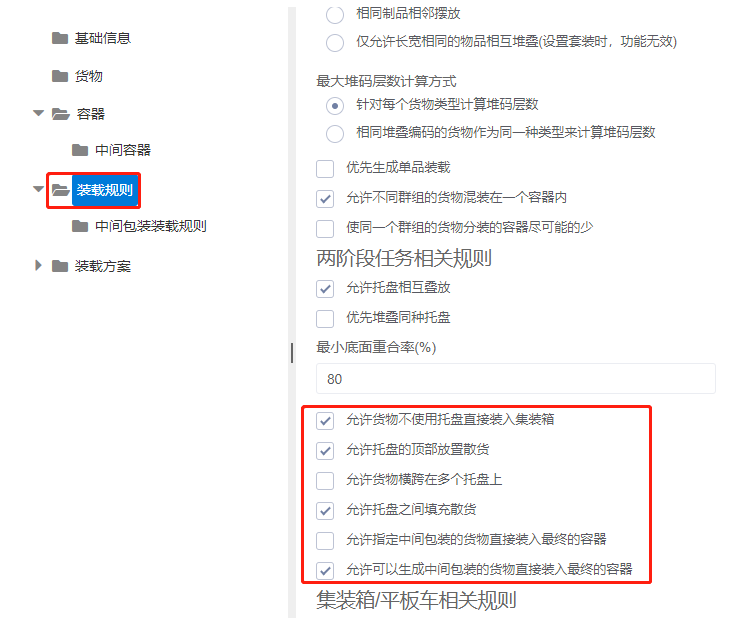 基础信息
货物
容器
中间容器
装载规则
中间包装装载规则
装载方案
相同制品相邻摆放
仅允许长宽相同的物品相互堆叠(设置套装时，功能无效)
最大堆码层数计算方式
针对每个货物类型计算堆码层数
相同堆叠编码的货物作为同一种类型来计算堆码层数
优先生成单品装载
允许不同群组的货物混装在一个容器内
使同一个群组的货物分装的容器尽可能的少
两阶段任务相关规则
允许托盘相互叠放
优先堆叠同种托盘
最小底面重合率(%)
80
允许货物不使用托盘直接装入集装箱
允许托盘的顶部放置散货
允许货物横跨在多个托盘上
允许托盘之间填充散货
允许指定中间包装的货物直接装入最终的容器
允许可以生成中间包装的货物直接装入最终的容器
集装箱/平板车相关规则